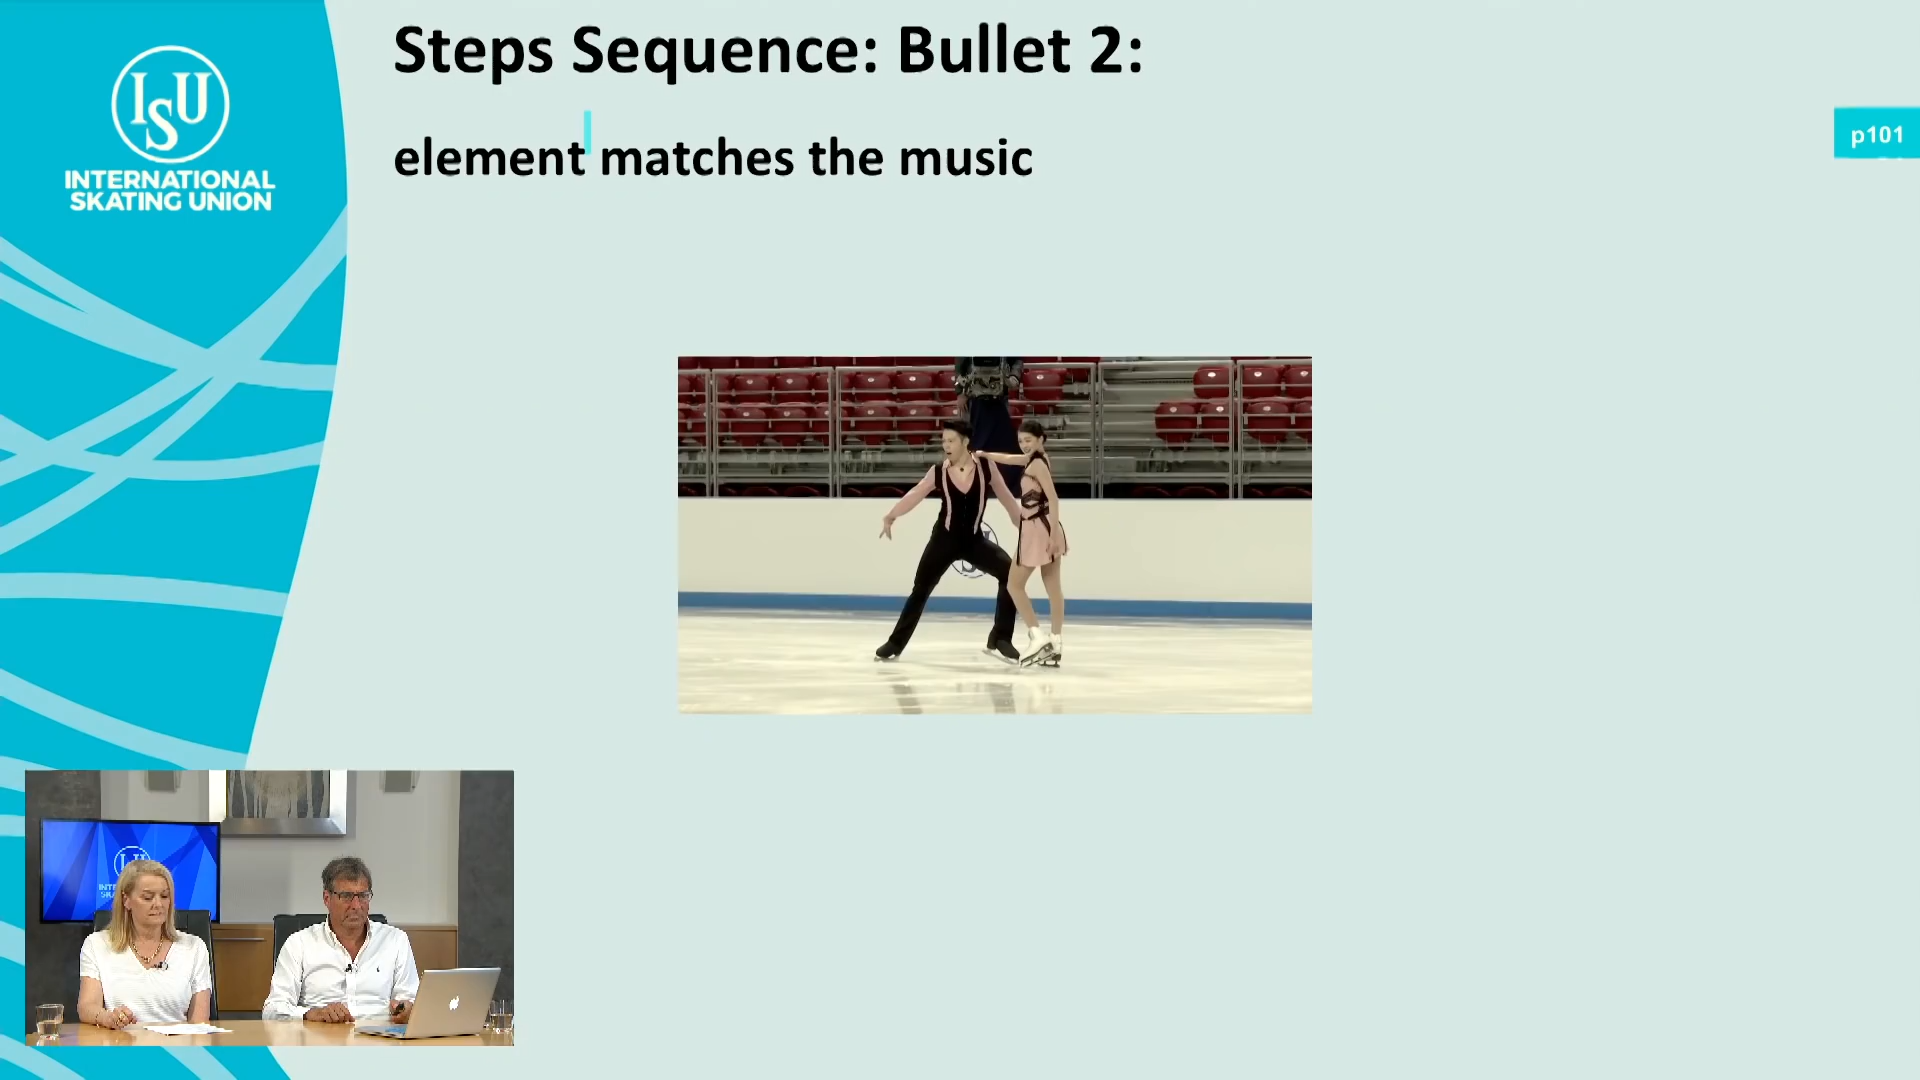 Steps Sequence: Bullet 2:
element matches the music
p101
ISU
INTERNATIONAL
SKATING UNION